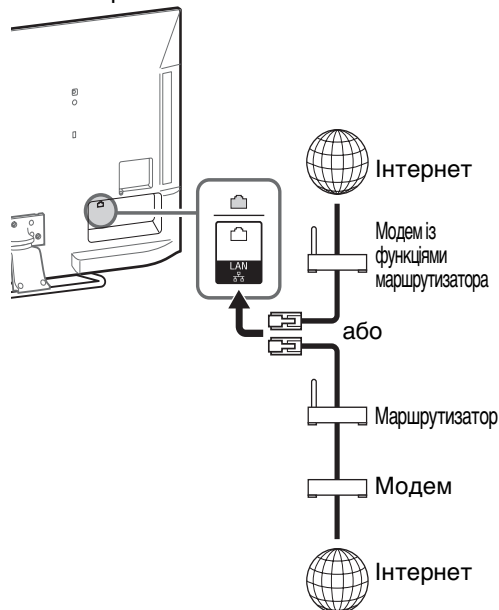 Інтернет
Модем із
функціями
маршрутизатора
LAN
або
Маршрутизатор
Модем
Інтернет